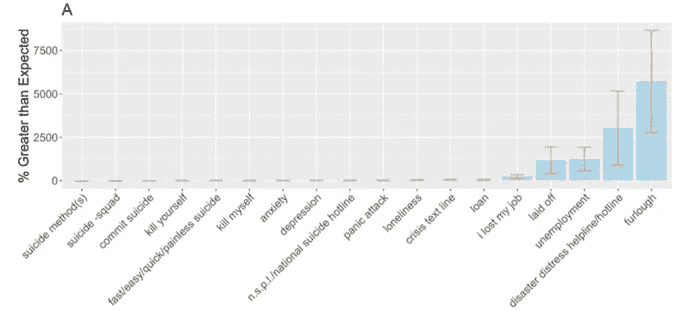 A
% Greater than Expected
7500
5000
2500
0
suicide method(s)
suicide -squad
commit suicide
kill yourself
fast/easy/quick/painless suicide
kill myself
anxiety
depression
n.s.p.l./national suicide hotline
panic attack
loneliness
crisis text line
loan
i lost my job
laid off
unemployment
disaster distress helpline/hotline
furlough